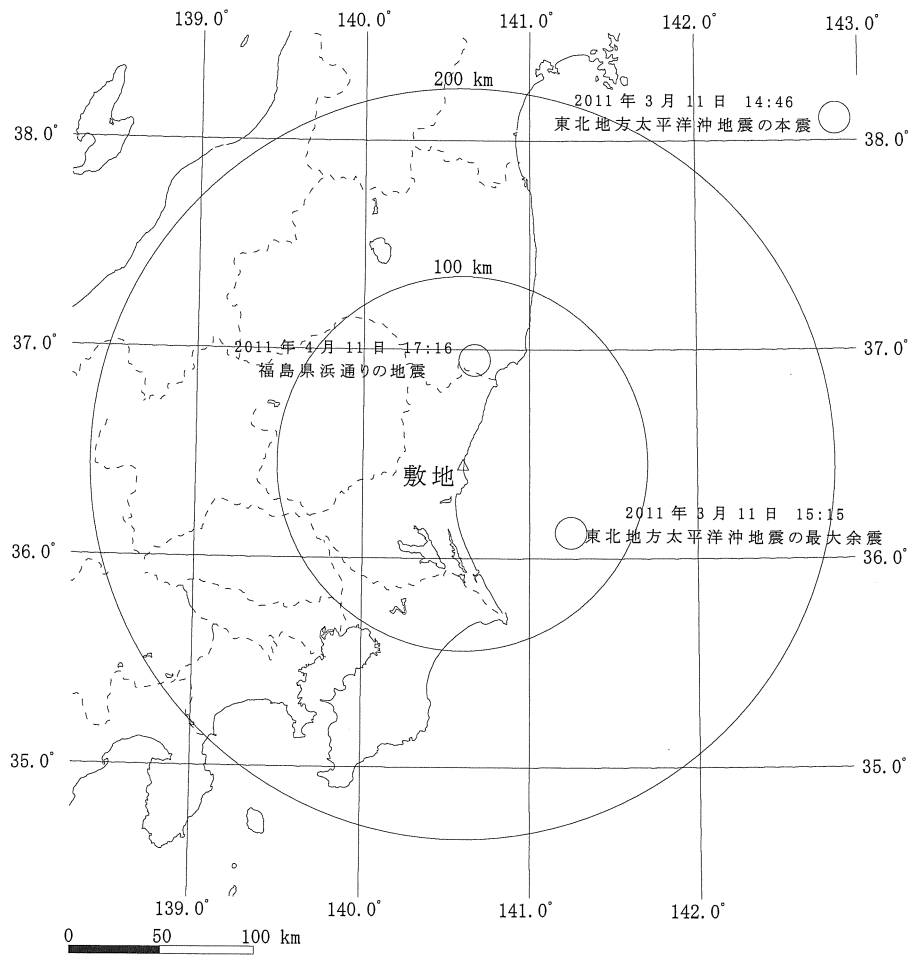 139.0°
140.0°
141.0°
142.0°
143.0°
200 km
2011年3月11日 14:46
東北地方太平洋沖地震の本震
38.0°
38.0°
100 km
37.0°
37.0°
2011年4月11日 17:16
福島県浜通りの地震
敷地
2011年3月11日 15:15
東北地方太平洋沖地震の最大余震
36.0°
36.0°
35.0°
35.0°
139.0°
140.0°
141.0°
142.0°
0 50 100 km